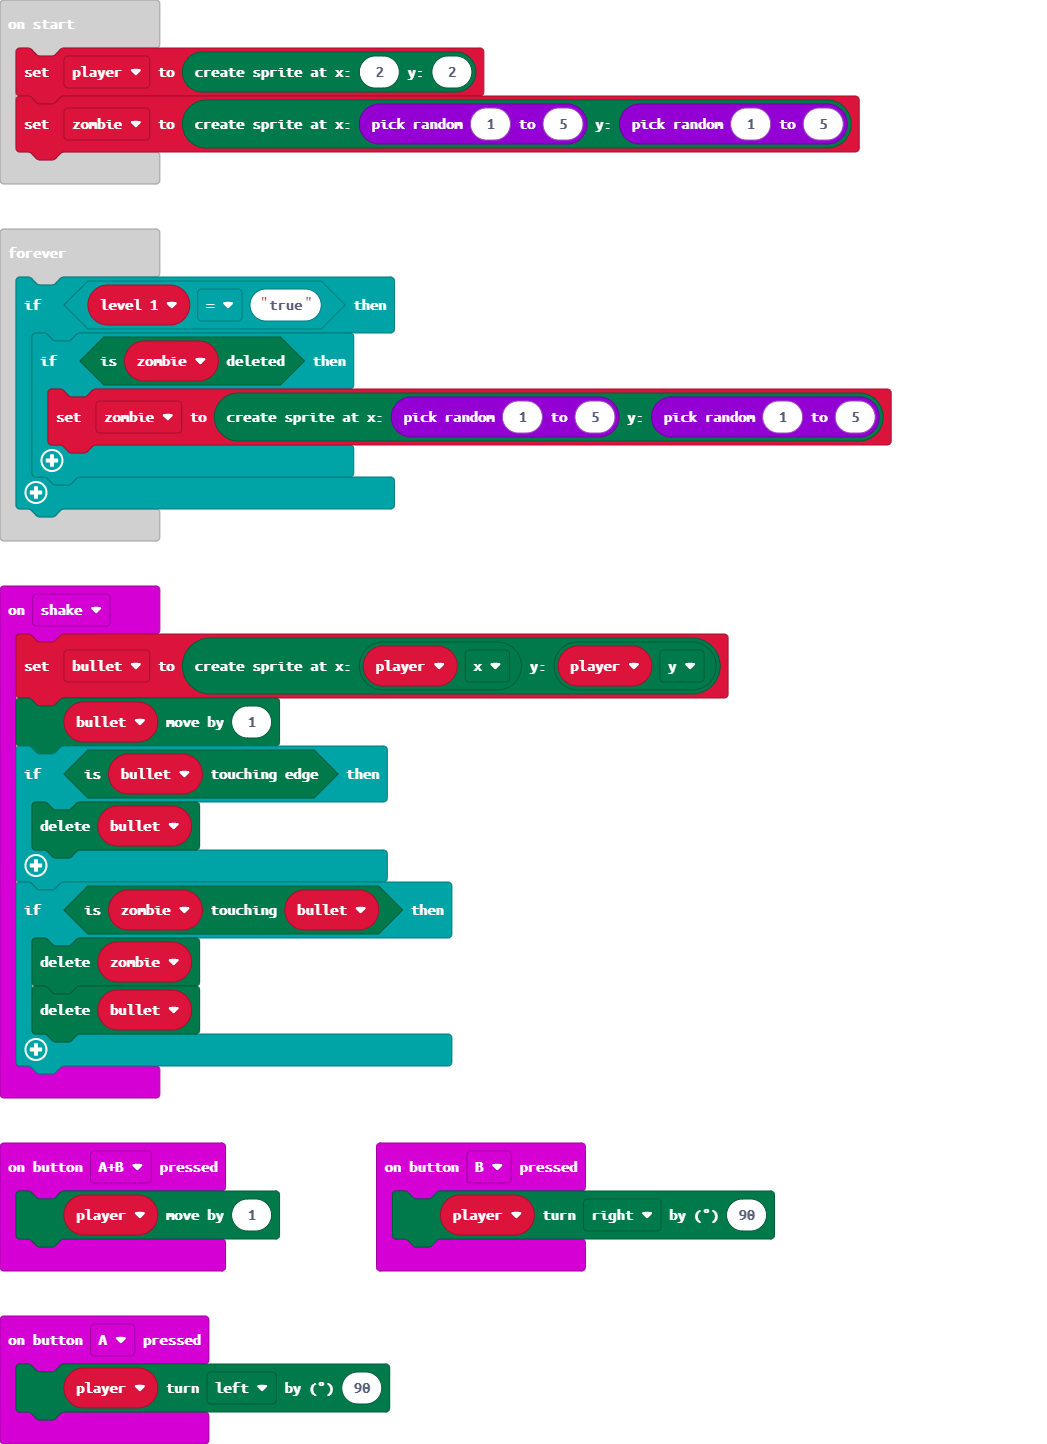 on start
set player to create sprite at x: 2 y: 2
set zombie to create sprite at x: pick random 1 to 5 y: pick random 1 to 5
forever
if level 1 = "true" then
if is zombie deleted then
set zombie to create sprite at x: pick random 1 to 5 y: pick random 1 to 5
on shake
set bullet to create sprite at x: player x y: player y
bullet move by 1
if is bullet touching edge then
delete bullet
if is zombie touching bullet then
delete zombie
delete bullet
on button A+B pressed
player move by 1
on button B pressed
player turn right by (°) 90
on button A pressed
player turn left by (°) 90